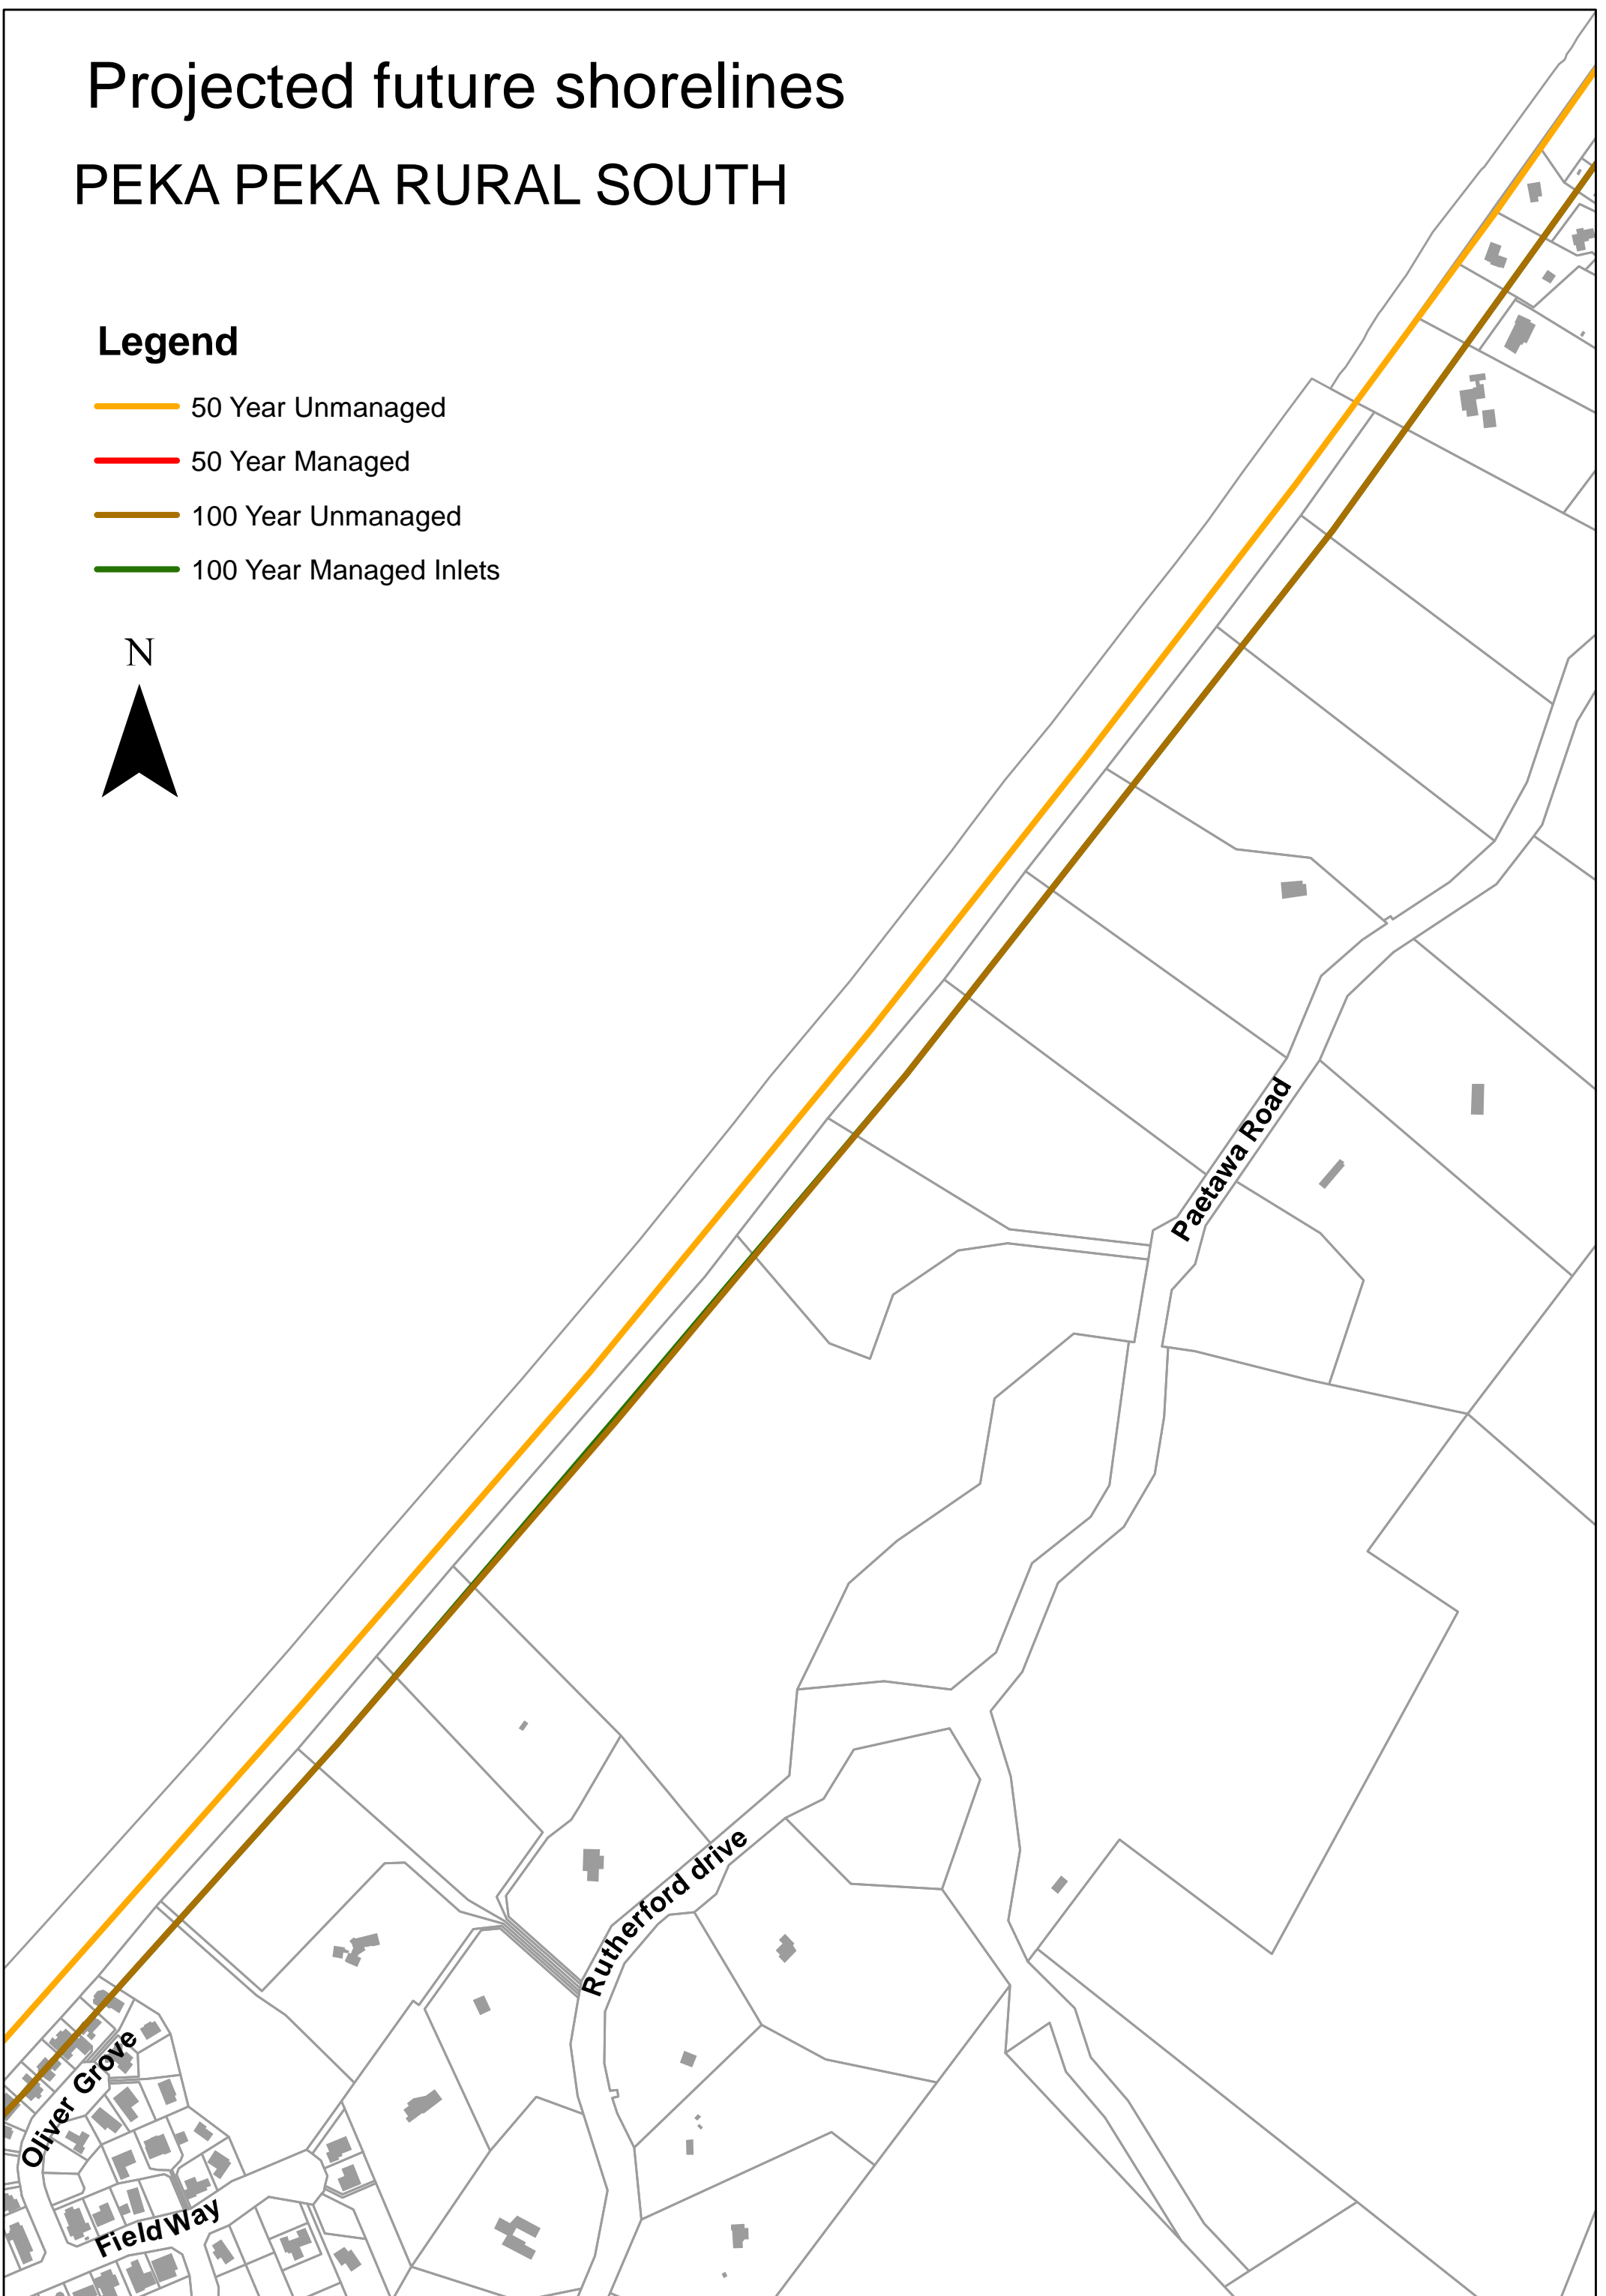 Projected future shorelines
PEKA PEKA RURAL SOUTH
Legend
50 Year Unmanaged
50 Year Managed
100 Year Unmanaged
100 Year Managed Inlets
N
Paetawa Road
Rutherford drive
Oliver Grove
Field Way